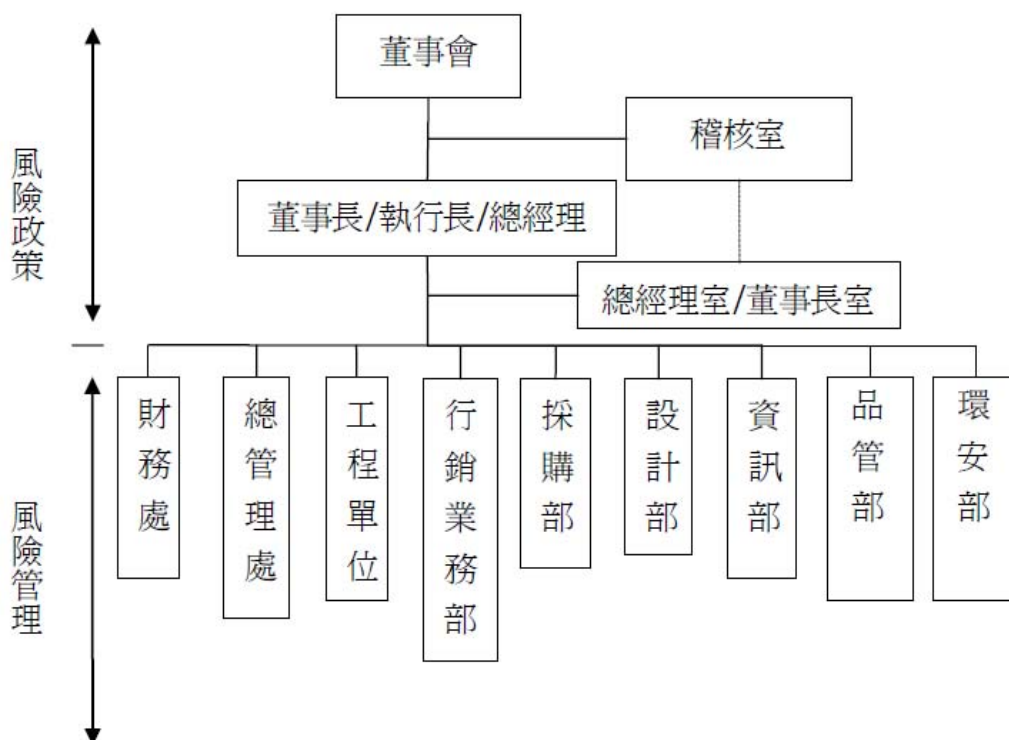 董事會
稽核室
董事長/執行長/總經理
總經理室/董事長室
風險政策
財務處
總管理處
工程單位
行銷業務部
採購部
設計部
資訊部
品管部
環安部
風險管理